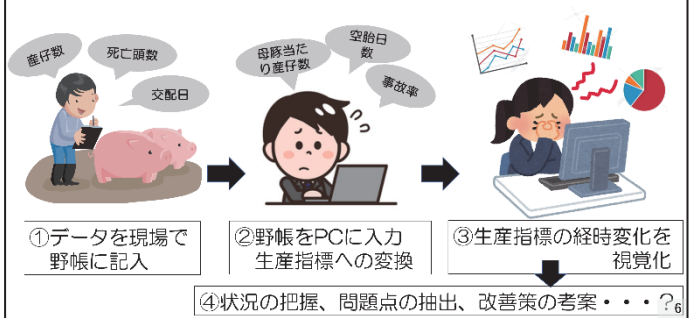 産仔数
死亡頭数
交配日
母豚当た
り産仔数
空胎日
数
事故率
①データを現場で
野帳に記入
②野帳をPCに入力
生産指標への変換
③生産指標の経時変化を
視覚化
④状況の把握、問題点の抽出、改善策の考案・・・?
6